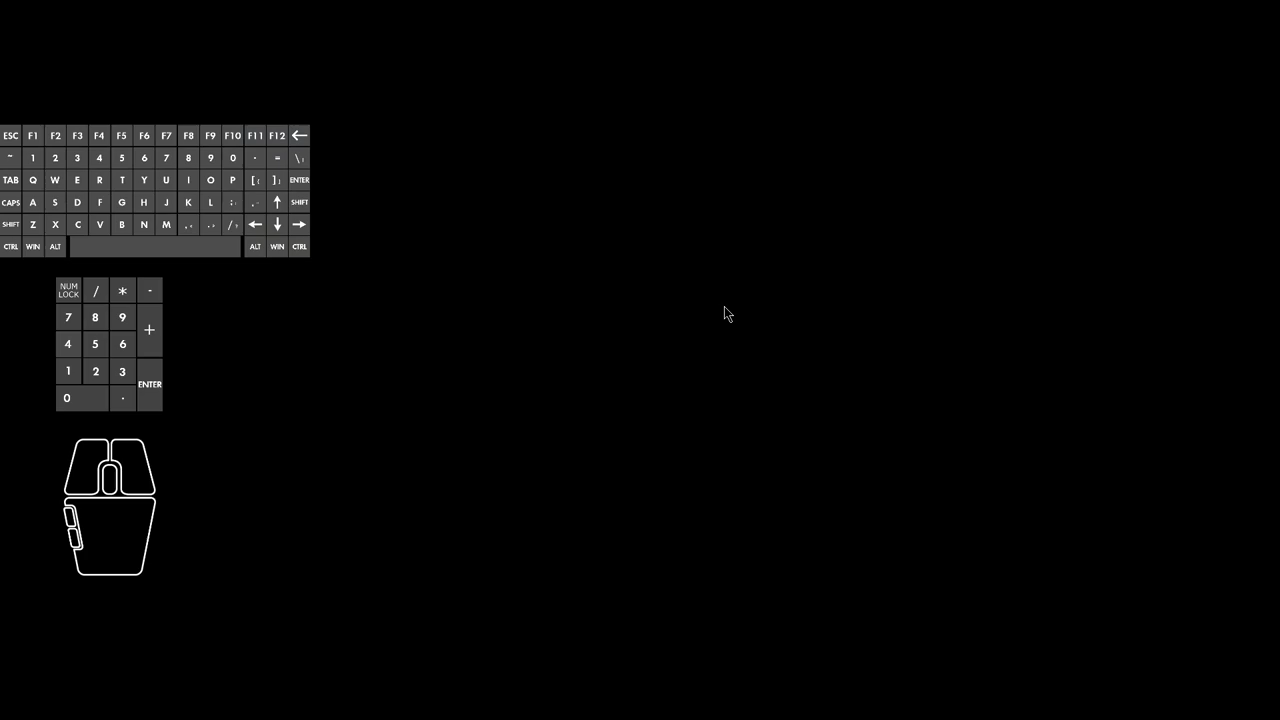 ESC F1 F2 F3 F4 F5 F6 F7 F8 F9 F10 F11 F12 ←
~ 1 2 3 4 5 6 7 8 9 0 - = \
TAB Q W E R T Y U I O P [ ] ENTER
CAPS A S D F G H J K L ; ↑ SHIFT
SHIFT Z X C V B N M , . / ← ↓ →
CTRL WIN ALT ALT WIN CTRL
NUM LOCK / * -
7 8 9 +
4 5 6
1 2 3 ENTER
0 .